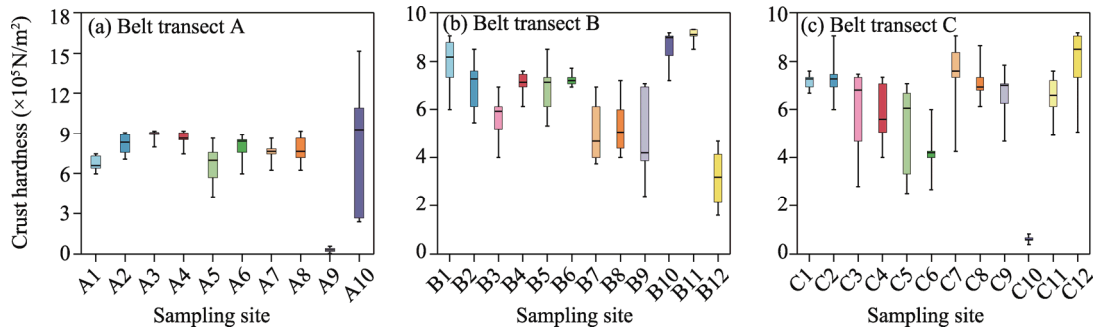 (a) Belt transect A
(b) Belt transect B
(c) Belt transect C
Crust hardness (×10⁵ N/m²)
18
15
12
9
6
3
0
A1 A2 A3 A4 A5 A6 A7 A8 A9 A10
Sampling site
10
8
6
4
2
0
B1 B2 B3 B4 B5 B6 B7 B8 B9 B10 B11 B12
Sampling site
10
8
6
4
2
0
C1 C2 C3 C4 C5 C6 C7 C8 C9 C10 C11 C12
Sampling site